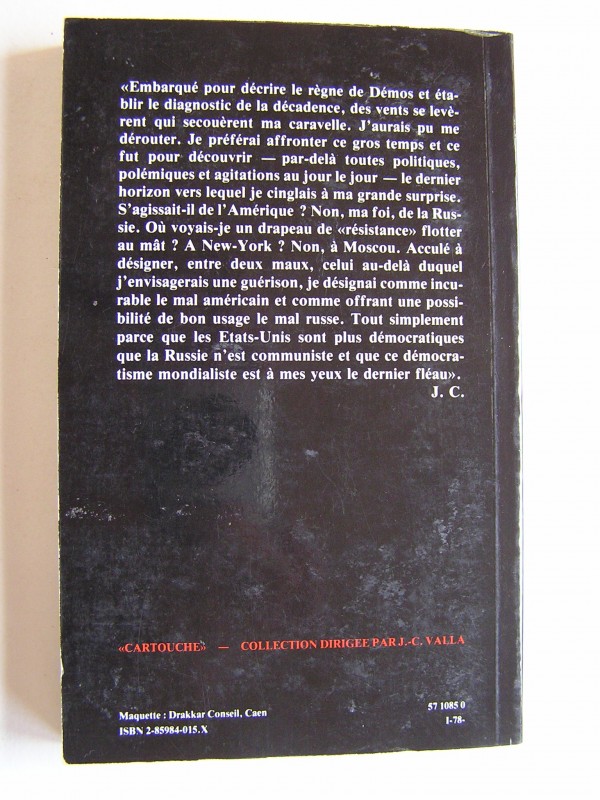 «Embarqué pour décrire le règne de Démos et éta-
blir le diagnostic de la décadence, des vents se levè-
rent qui secouèrent ma caravelle. J'aurais pu me
dérouter. Je préférai affronter ce gros temps et ce
fut pour découvrir — par-delà toutes politiques,
polémiques et agitations au jour le jour — le dernier
horizon vers lequel je cinglais à ma grande surprise.
S'agissait-il de l'Amérique ? Non, ma foi, de la Rus-
sie. Où voyais-je un drapeau de «résistance» flotter
au mât ? A New-York ? Non, à Moscou. Acculé à
désigner, entre deux maux, celui au-delà duquel
j'envisagerais une guérison, je désignai comme incu-
rable le mal américain et comme offrant une possi-
bilité de bon usage le mal russe. Tout simplement
parce que les Etats-Unis sont plus démocratiques
que la Russie n'est communiste et que ce démocra-
tisme mondialiste est à mes yeux le dernier fléau».
J. C.
«CARTOUCHE» — COLLECTION DIRIGEE PAR J.-C. VALLA
Maquette : Drakkar Conseil, Caen
ISBN 2-85984-015.X
57 1085 0
1-78-